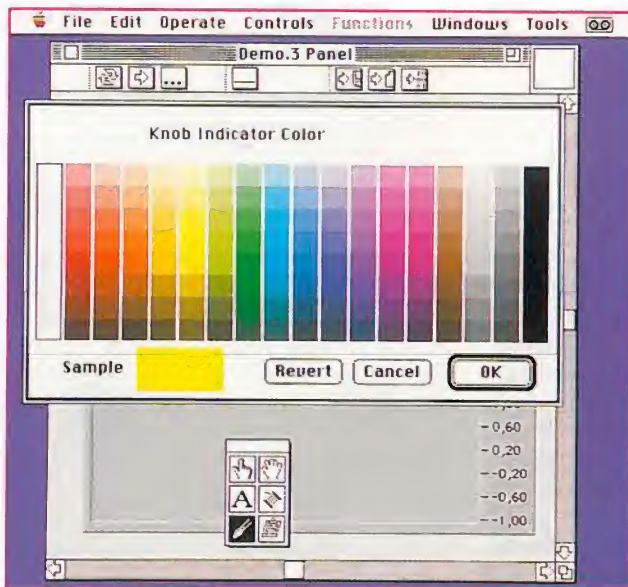 File Edit Operate Controls Functions Windows Tools
Demo.3 Panel
...
Knob Indicator Color
Sample
Revert
Cancel
OK
-0,60
-0,20
--0,20
--0,60
--1,00
A